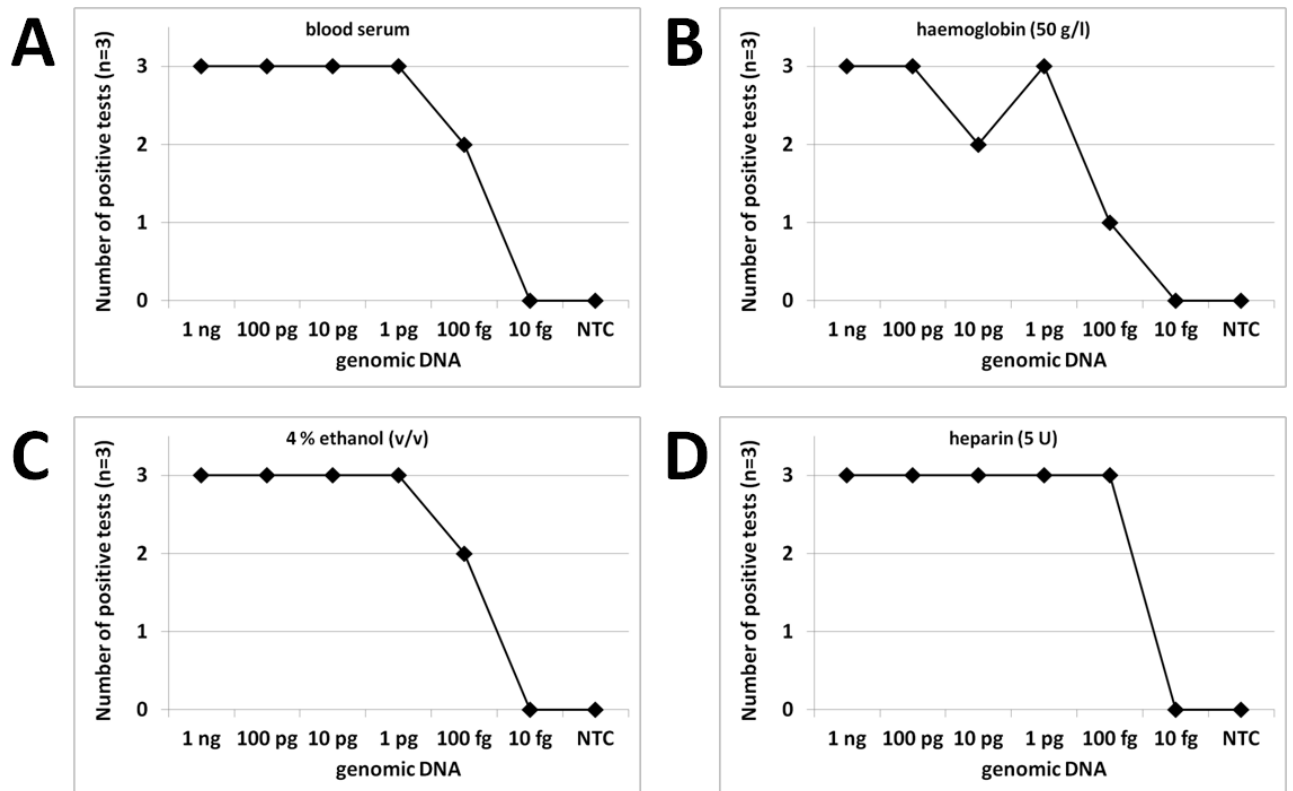 A
blood serum
Number of positive tests (n=3)
3
2
1
0
1 ng 100 pg 10 pg 1 pg 100 fg 10 fg NTC
genomic DNA
B
haemoglobin (50 g/l)
Number of positive tests (n=3)
3
2
1
0
1 ng 100 pg 10 pg 1 pg 100 fg 10 fg NTC
genomic DNA
C
4 % ethanol (v/v)
Number of positive tests (n=3)
3
2
1
0
1 ng 100 pg 10 pg 1 pg 100 fg 10 fg NTC
genomic DNA
D
heparin (5 U)
Number of positive tests (n=3)
3
2
1
0
1 ng 100 pg 10 pg 1 pg 100 fg 10 fg NTC
genomic DNA